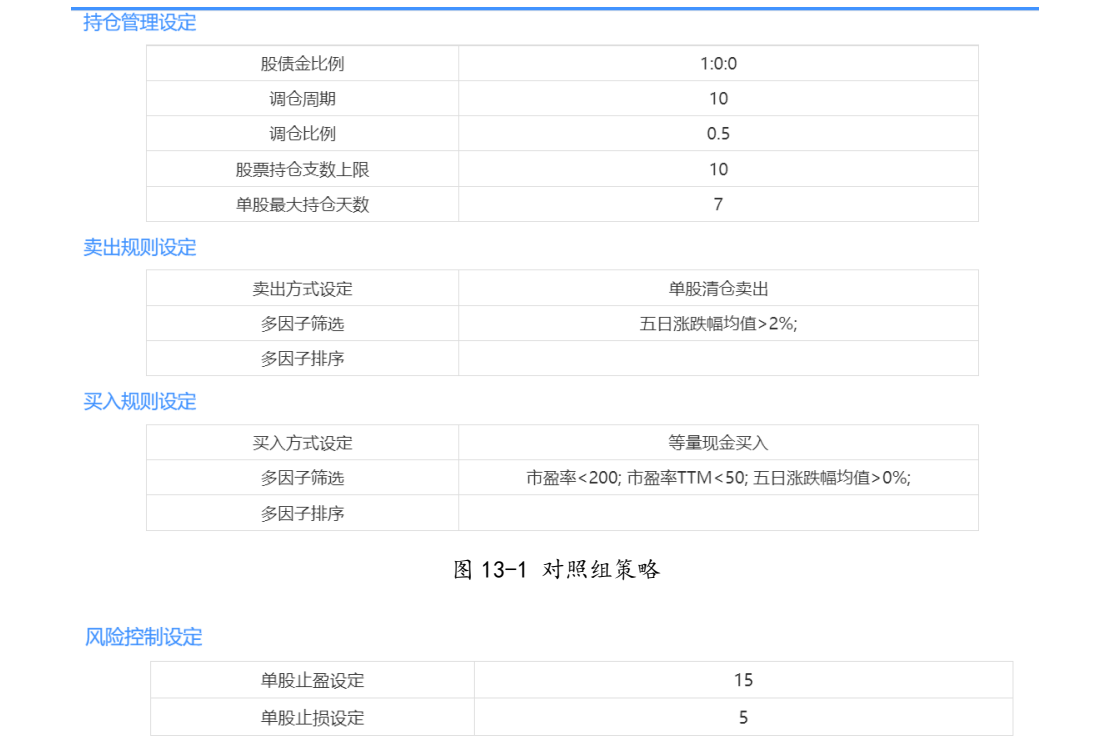 持仓管理设定
股债金比例 1:0:0
调仓周期 10
调仓比例 0.5
股票持仓支数上限 10
单股最大持仓天数 7
卖出规则设定
卖出方式设定 单股清仓卖出
多因子筛选 五日涨跌幅均值>2%;
多因子排序
买入规则设定
买入方式设定 等量现金买入
多因子筛选 市盈率<200; 市盈率TTM<50; 五日涨跌幅均值>0%;
多因子排序
图 13-1 对照组策略
风险控制设定
单股止盈设定 15
单股止损设定 5